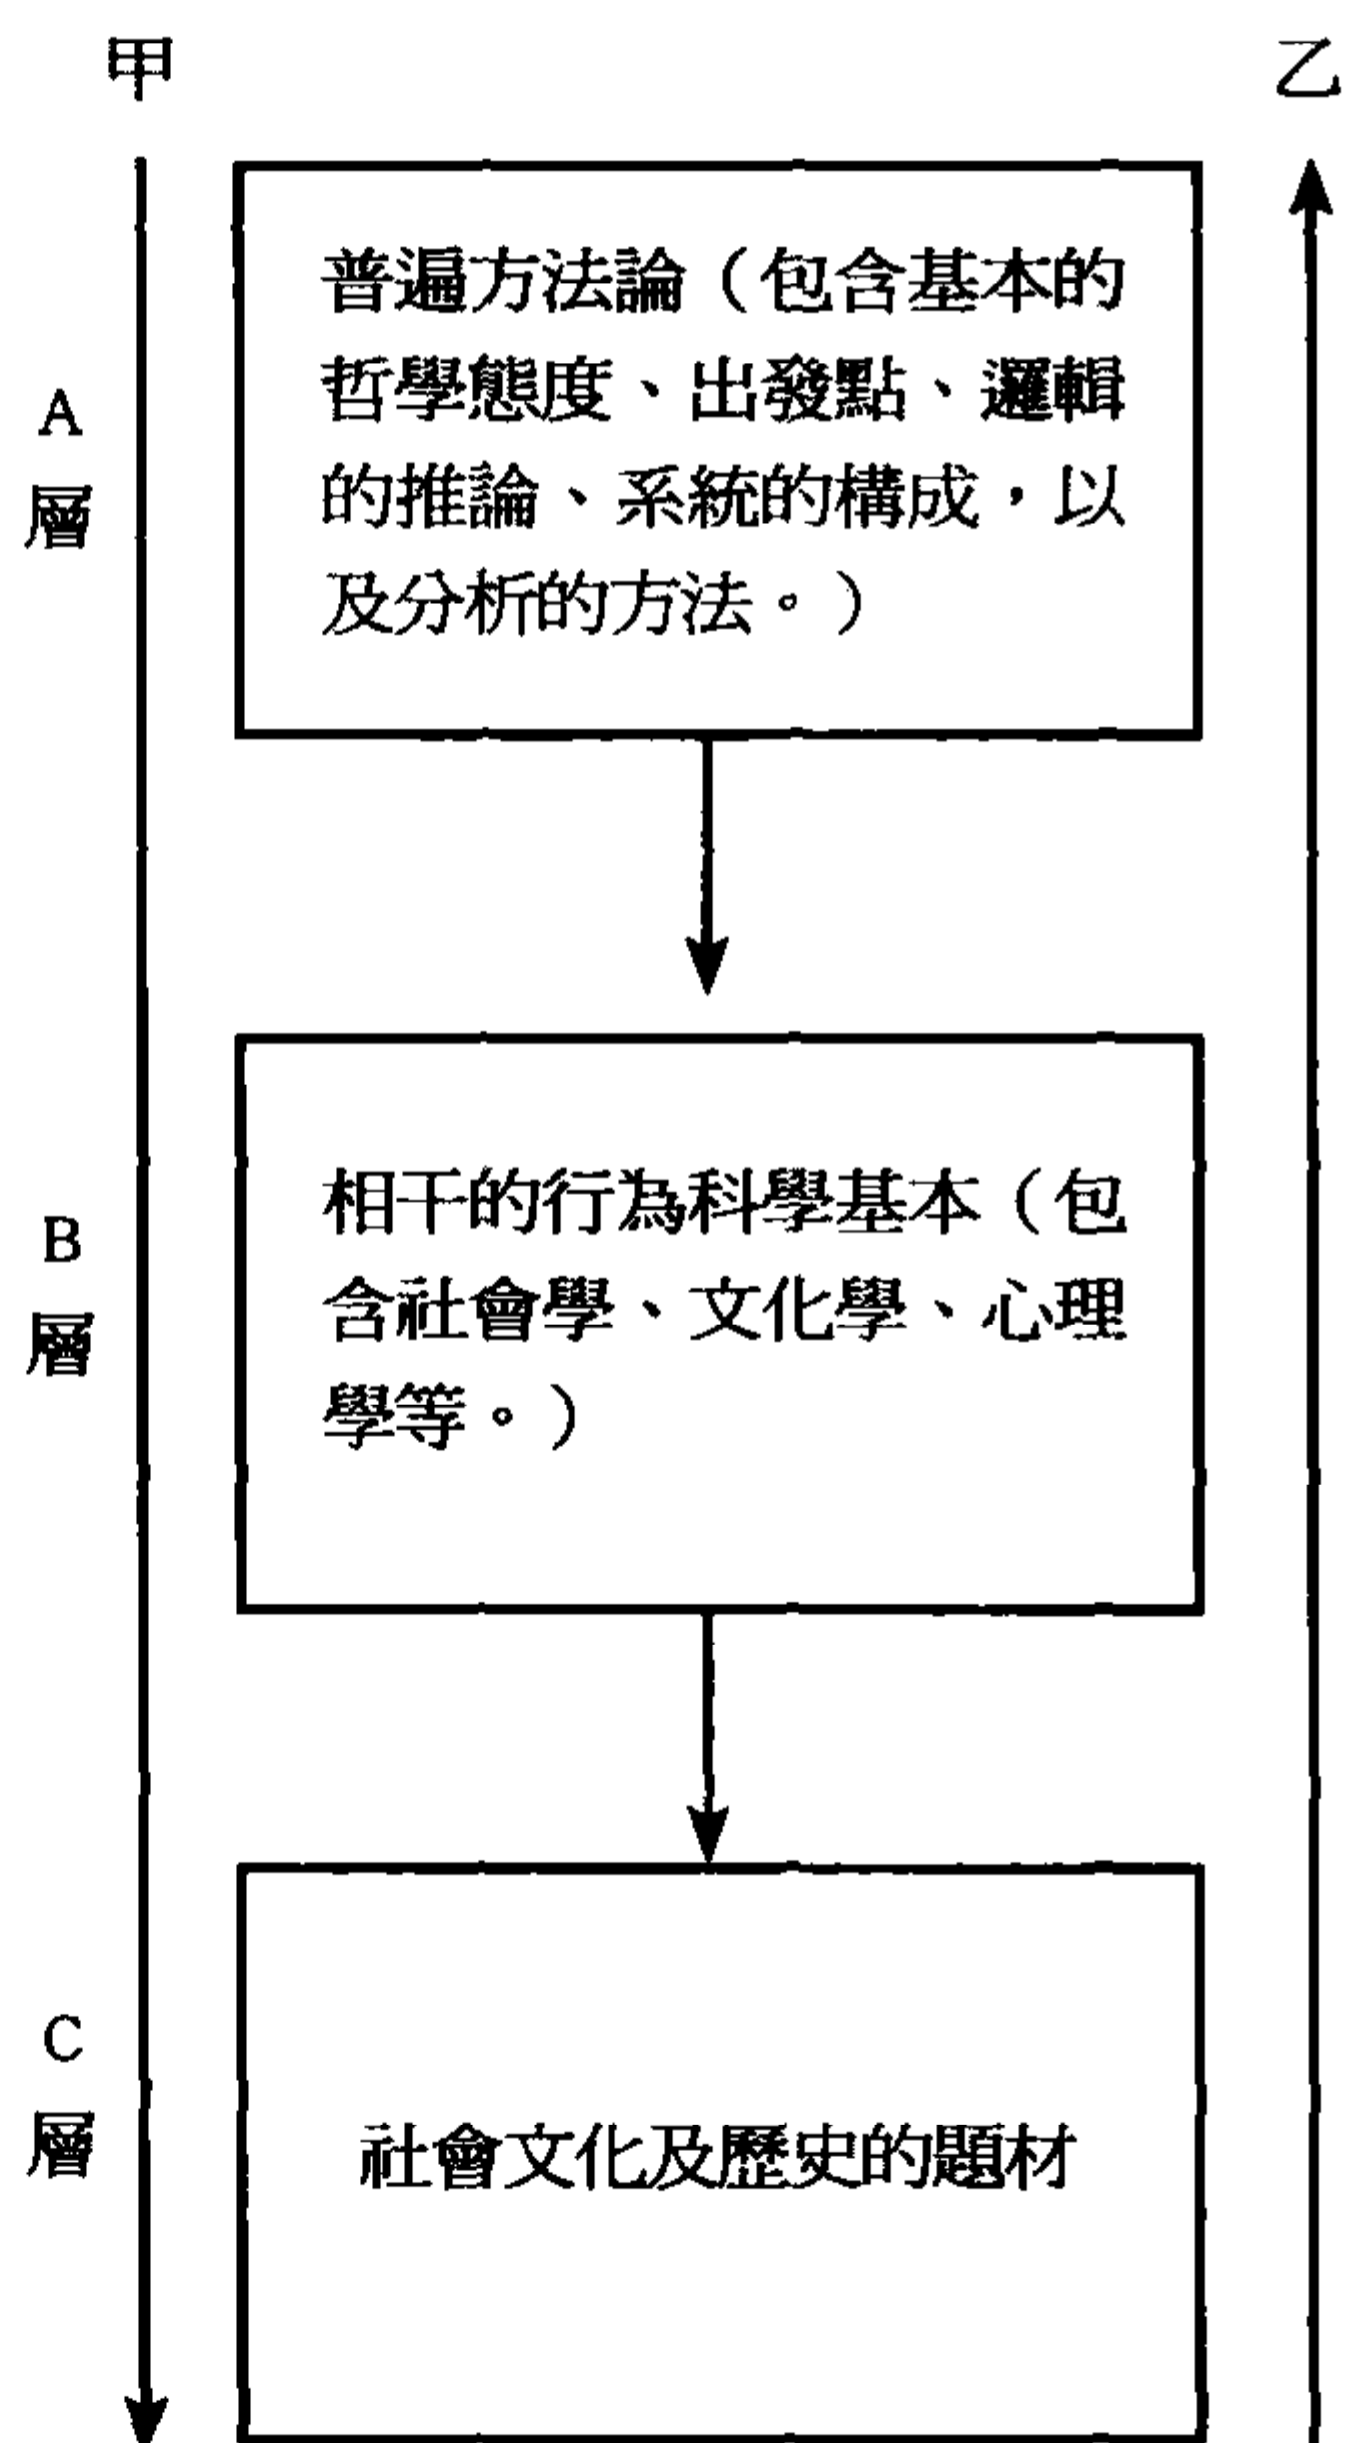 甲
乙
A
層
普遍方法論（包含基本的
哲學態度、出發點、邏輯
的推論、系統的構成，以
及分析的方法。）
B
層
相干的行為科學基本（包
含社會學、文化學、心理
學等。）
C
層
社會文化及歷史的題材